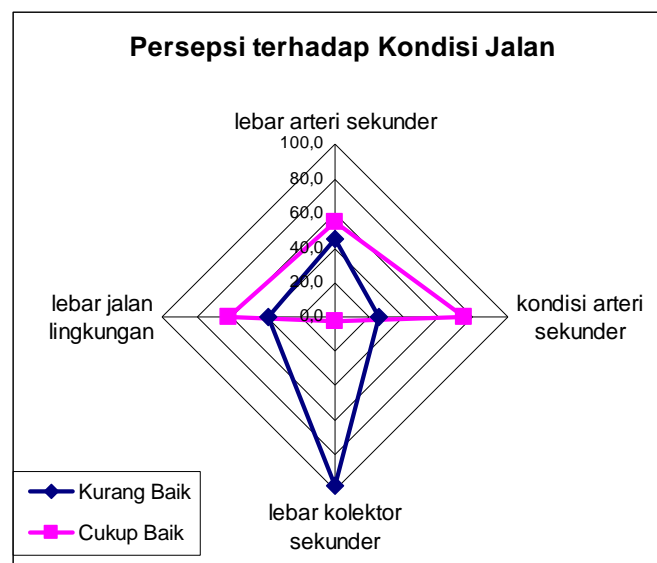 Persepsi terhadap Kondisi Jalan
lebar arteri sekunder
100,0
80,0
60,0
40,0
20,0
0,0
lebar jalan
lingkungan
kondisi arteri
sekunder
lebar kolektor
sekunder
Kurang Baik
Cukup Baik